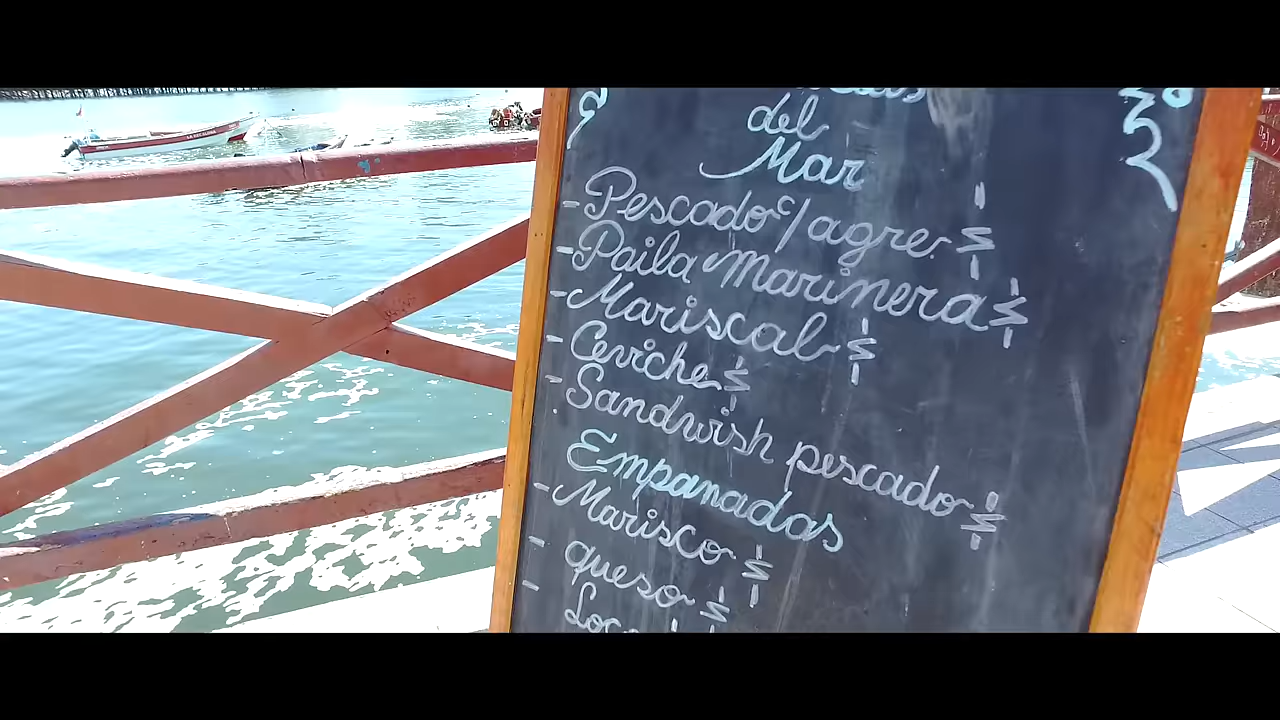 del
Mar
- Pescado c/agre.
- Paila Marinera
- Mariscal
- Ceviche
- Sandwish pescado
Empanadas
- Marisco
- queso
-